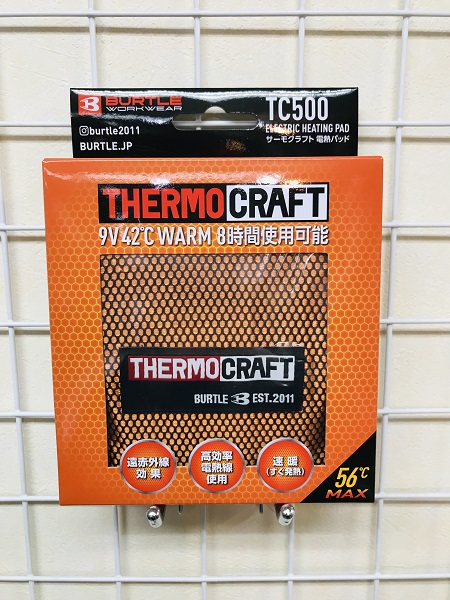 BURTLE
WORKWEAR
@burtle2011
BURTLE.JP
TC500
ELECTRIC HEATING PAD
サーモクラフト 電熱パッド
THERMOCRAFT
9V 42℃ WARM 8時間使用可能
THERMOCRAFT
BURTLE B EST.2011
遠赤外線
効果
高効率
電熱線
使用
速暖
(すぐ発熱)
56℃
MAX